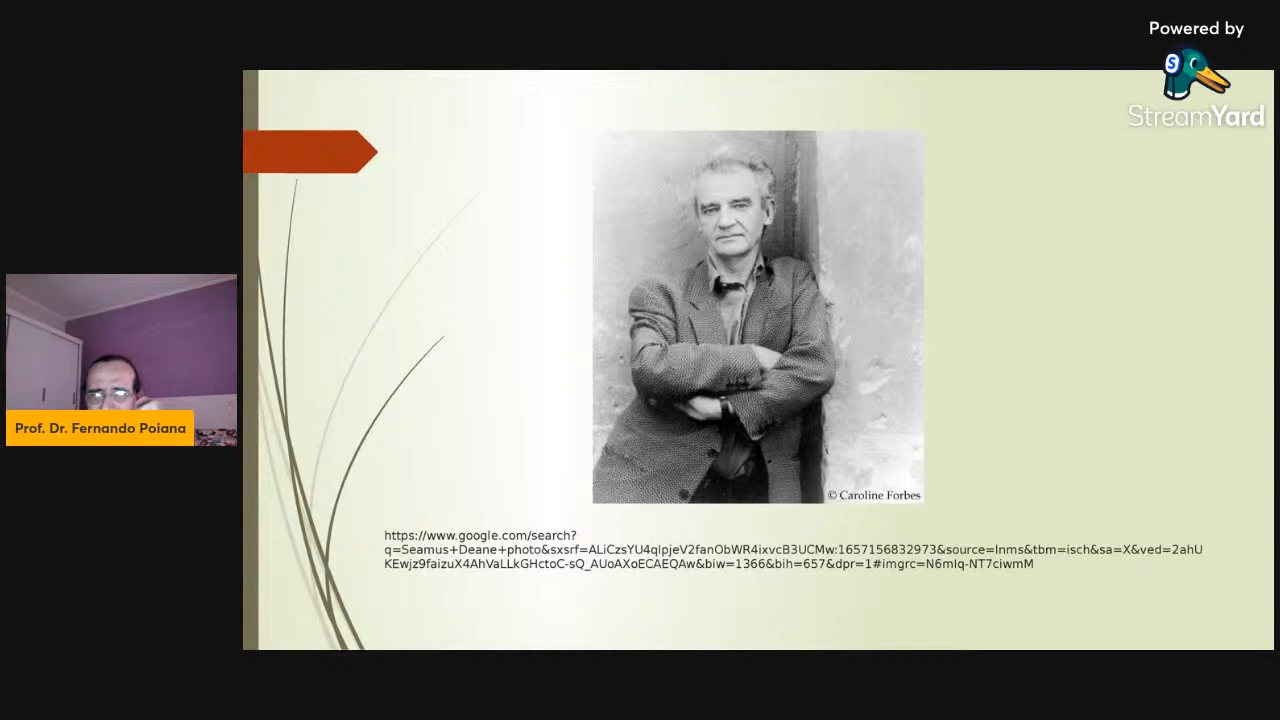 Powered by
StreamYard
Prof. Dr. Fernando Poiana
© Caroline Forbes
https://www.google.com/search?
q=Seamus+Deane+photo&sxsrf=ALiCzsYU4qIpjeV2fanObWR4ixvcB3UCMw:1657156832973&source=lnms&tbm=isch&sa=X&ved=2ahU
KEwjz9faizuX4AhVaLLkGHctoC-sQ_AUoAXoECAEQAw&biw=1366&bih=657&dpr=1#imgrc=N6mIq-NT7ciwmM